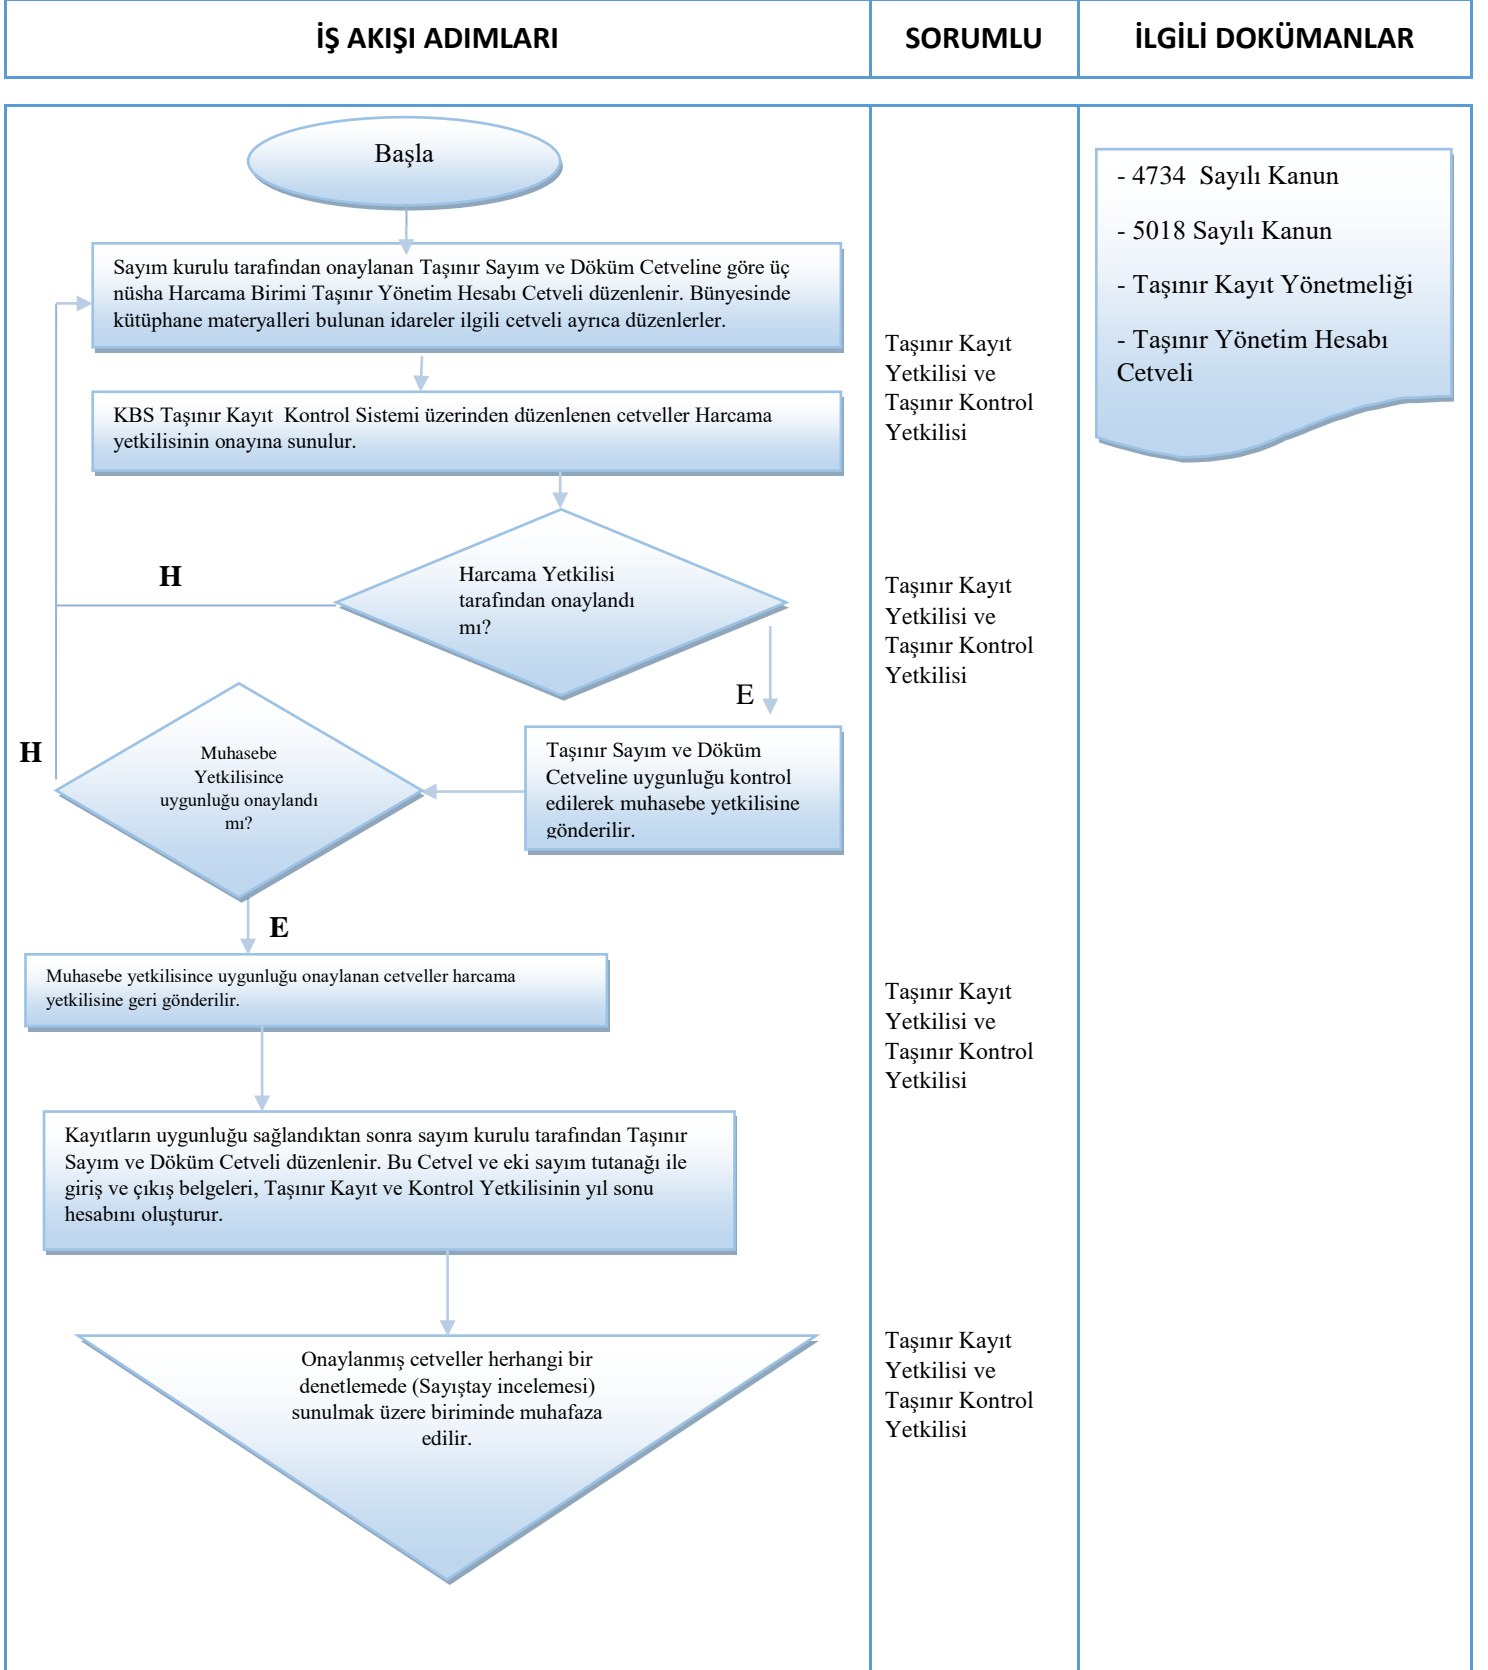 İŞ AKIŞI ADIMLARI
SORUMLU
İLGİLİ DOKÜMANLAR
Başla
Sayım kurulu tarafından onaylanan Taşınır Sayım ve Döküm Cetveline göre üç
nüsha Harcama Birimi Taşınır Yönetim Hesabı Cetveli düzenlenir. Bünyesinde
kütüphane materyalleri bulunan idareler ilgili cetveli ayrıca düzenlerler.
KBS Taşınır Kayıt  Kontrol Sistemi üzerinden düzenlenen cetveller Harcama
yetkilisinin onayına sunulur.
Harcama Yetkilisi
tarafından onaylandı
mı?
H
E
Taşınır Sayım ve Döküm
Cetveline uygunluğu kontrol
edilerek muhasebe yetkilisine
gönderilir.
Muhasebe
Yetkilisince
uygunluğu onaylandı
mı?
H
E
Muhasebe yetkilisince uygunluğu onaylanan cetveller harcama
yetkilisine geri gönderilir.
Kayıtların uygunluğu sağlandıktan sonra sayım kurulu tarafından Taşınır
Sayım ve Döküm Cetveli düzenlenir. Bu Cetvel ve eki sayım tutanağı ile
giriş ve çıkış belgeleri, Taşınır Kayıt ve Kontrol Yetkilisinin yıl sonu
hesabını oluşturur.
Onaylanmış cetveller herhangi bir
denetlemede (Sayıştay incelemesi)
sunulmak üzere biriminde muhafaza
edilir.
Taşınır Kayıt
Yetkilisi ve
Taşınır Kontrol
Yetkilisi
Taşınır Kayıt
Yetkilisi ve
Taşınır Kontrol
Yetkilisi
Taşınır Kayıt
Yetkilisi ve
Taşınır Kontrol
Yetkilisi
Taşınır Kayıt
Yetkilisi ve
Taşınır Kontrol
Yetkilisi
- 4734  Sayılı Kanun
- 5018 Sayılı Kanun
- Taşınır Kayıt Yönetmeliği
- Taşınır Yönetim Hesabı
Cetveli